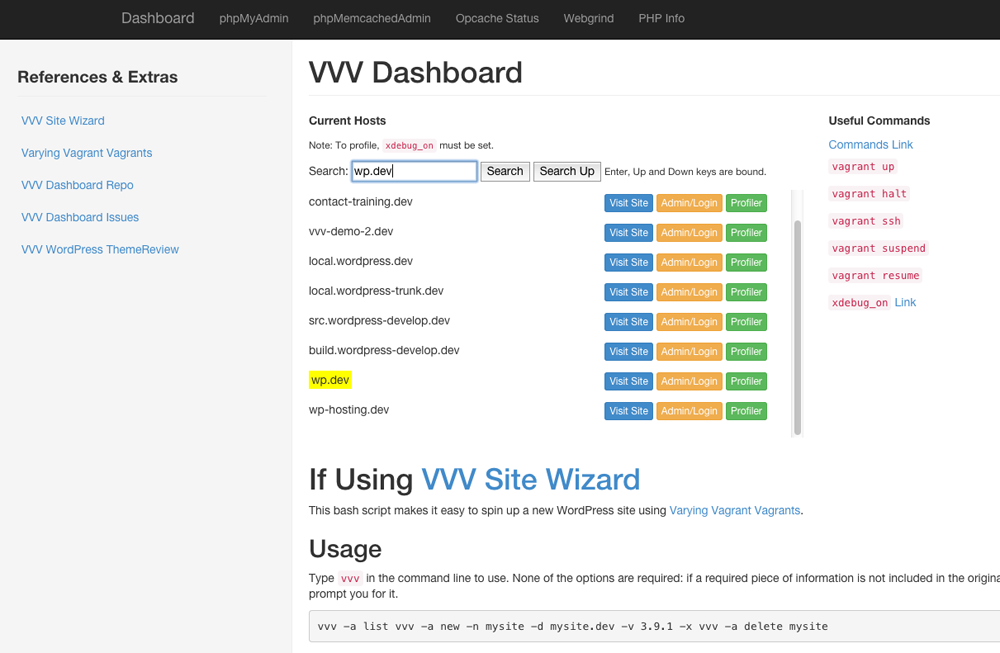 Dashboard phpMyAdmin phpMemcachedAdmin Opcache Status Webgrind PHP Info
References & Extras
VVV Site Wizard
Varying Vagrant Vagrants
VVV Dashboard Repo
VVV Dashboard Issues
VVV WordPress ThemeReview
VVV Dashboard
Current Hosts
Note: To profile, xdebug_on must be set.
Search: wp.dev Search Search Up Enter, Up and Down keys are bound.
contact-training.dev Visit Site Admin/Login Profiler
vvv-demo-2.dev Visit Site Admin/Login Profiler
local.wordpress.dev Visit Site Admin/Login Profiler
local.wordpress-trunk.dev Visit Site Admin/Login Profiler
src.wordpress-develop.dev Visit Site Admin/Login Profiler
build.wordpress-develop.dev Visit Site Admin/Login Profiler
wp.dev Visit Site Admin/Login Profiler
wp-hosting.dev Visit Site Admin/Login Profiler
Useful Commands
Commands Link
vagrant up
vagrant halt
vagrant ssh
vagrant suspend
vagrant resume
xdebug_on Link
If Using VVV Site Wizard
This bash script makes it easy to spin up a new WordPress site using Varying Vagrant Vagrants.
Usage
Type vvv in the command line to use. None of the options are required: if a required piece of information is not included in the origina
prompt you for it.
vvv -a list vvv -a new -n mysite -d mysite.dev -v 3.9.1 -x vvv -a delete mysite